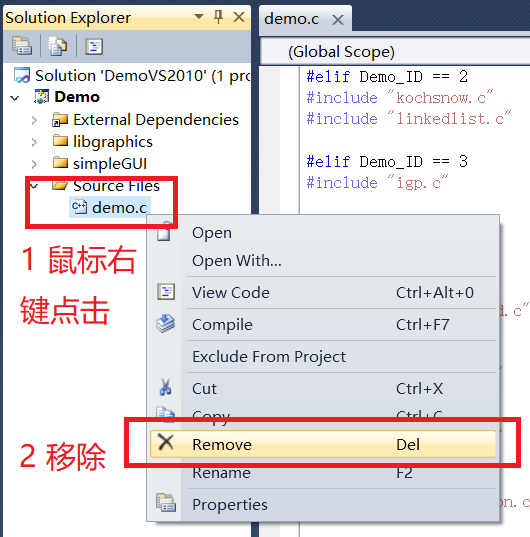 Solution Explorer
demo.c
(Global Scope)
Solution 'DemoVS2010' (1 pro
Demo
External Dependencies
libgraphics
simpleGUI
Source Files
demo.c
#elif Demo_ID == 2
#include "kochsnow.c"
#include "linkedlist.c"
#elif Demo_ID == 3
#include "igp.c"
1 鼠标右
键点击
Open
Open With...
View Code Ctrl+Alt+0
Compile Ctrl+F7
Exclude From Project
Cut Ctrl+X
Copy Ctrl+C
2 移除
Remove Del
Rename F2
Properties
d.c"
on.c"